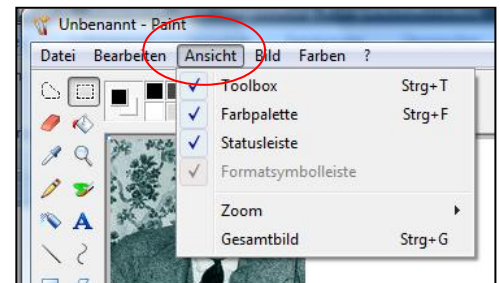 Unbenannt - Paint
Datei Bearbeiten Ansicht Bild Farben ?
Toolbox Strg+T
Farbpalette Strg+F
Statusleiste
Formatsymbolleiste
Zoom
Gesamtbild Strg+G
A